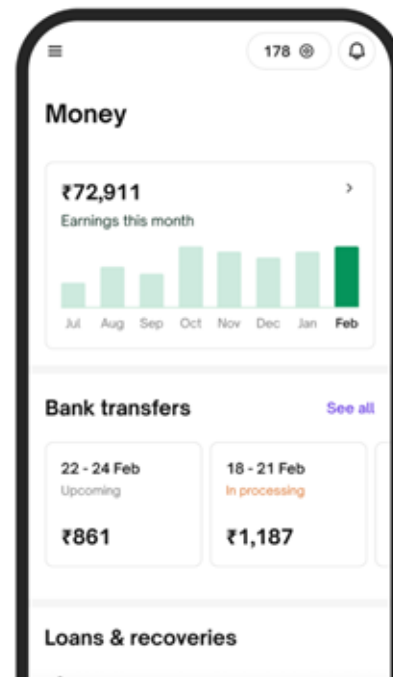 178
Money
₹72,911
Earnings this month
Jul Aug Sep Oct Nov Dec Jan Feb
Bank transfers See all
22 - 24 Feb
Upcoming
₹861
18 - 21 Feb
In processing
₹1,187
Loans & recoveries